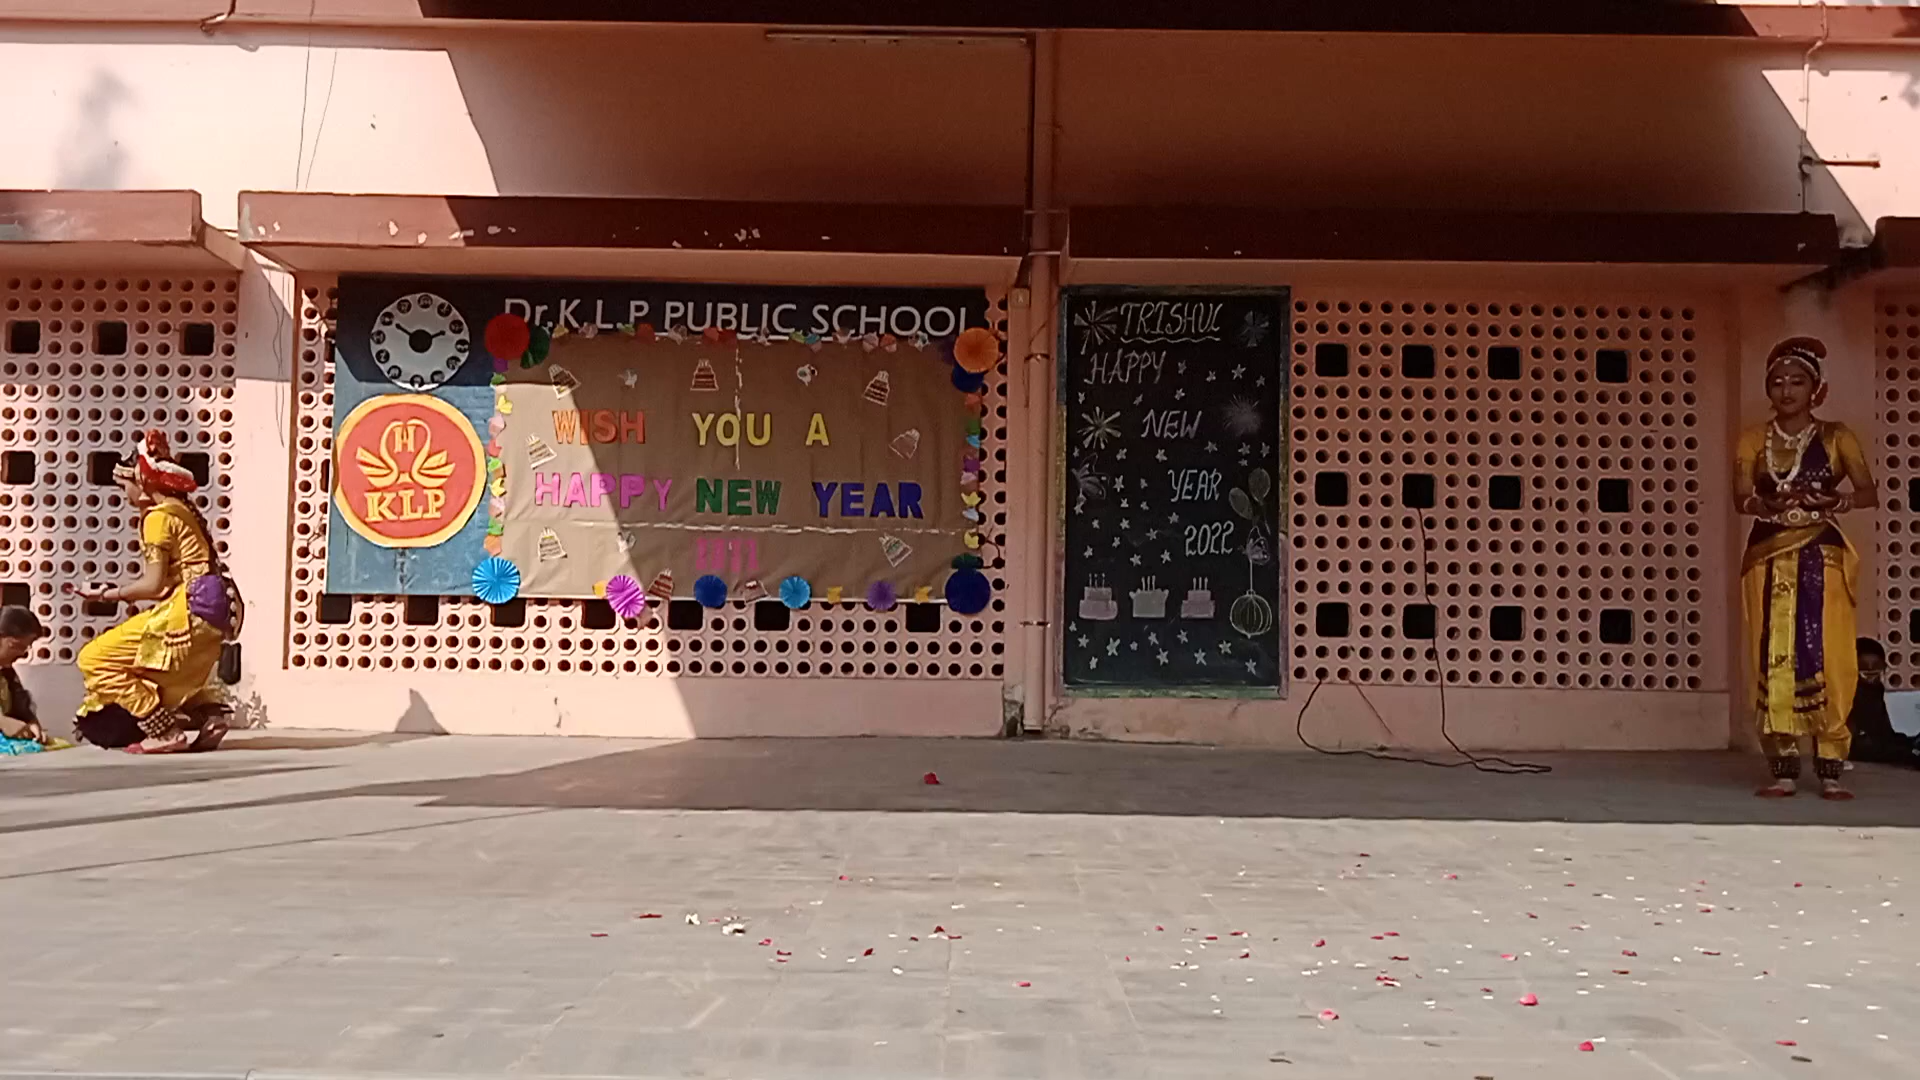 Dr.K.L.P PUBLIC SCHOOL
H
KLP
WISH YOU A
HAPPY NEW YEAR
TRISHUL
HAPPY
NEW
YEAR
2022